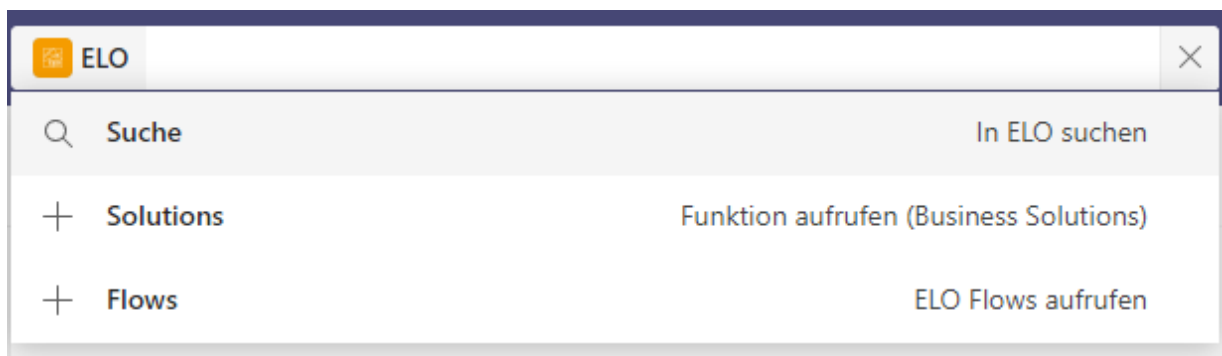 ELO
Suche In ELO suchen
Solutions Funktion aufrufen (Business Solutions)
Flows ELO Flows aufrufen